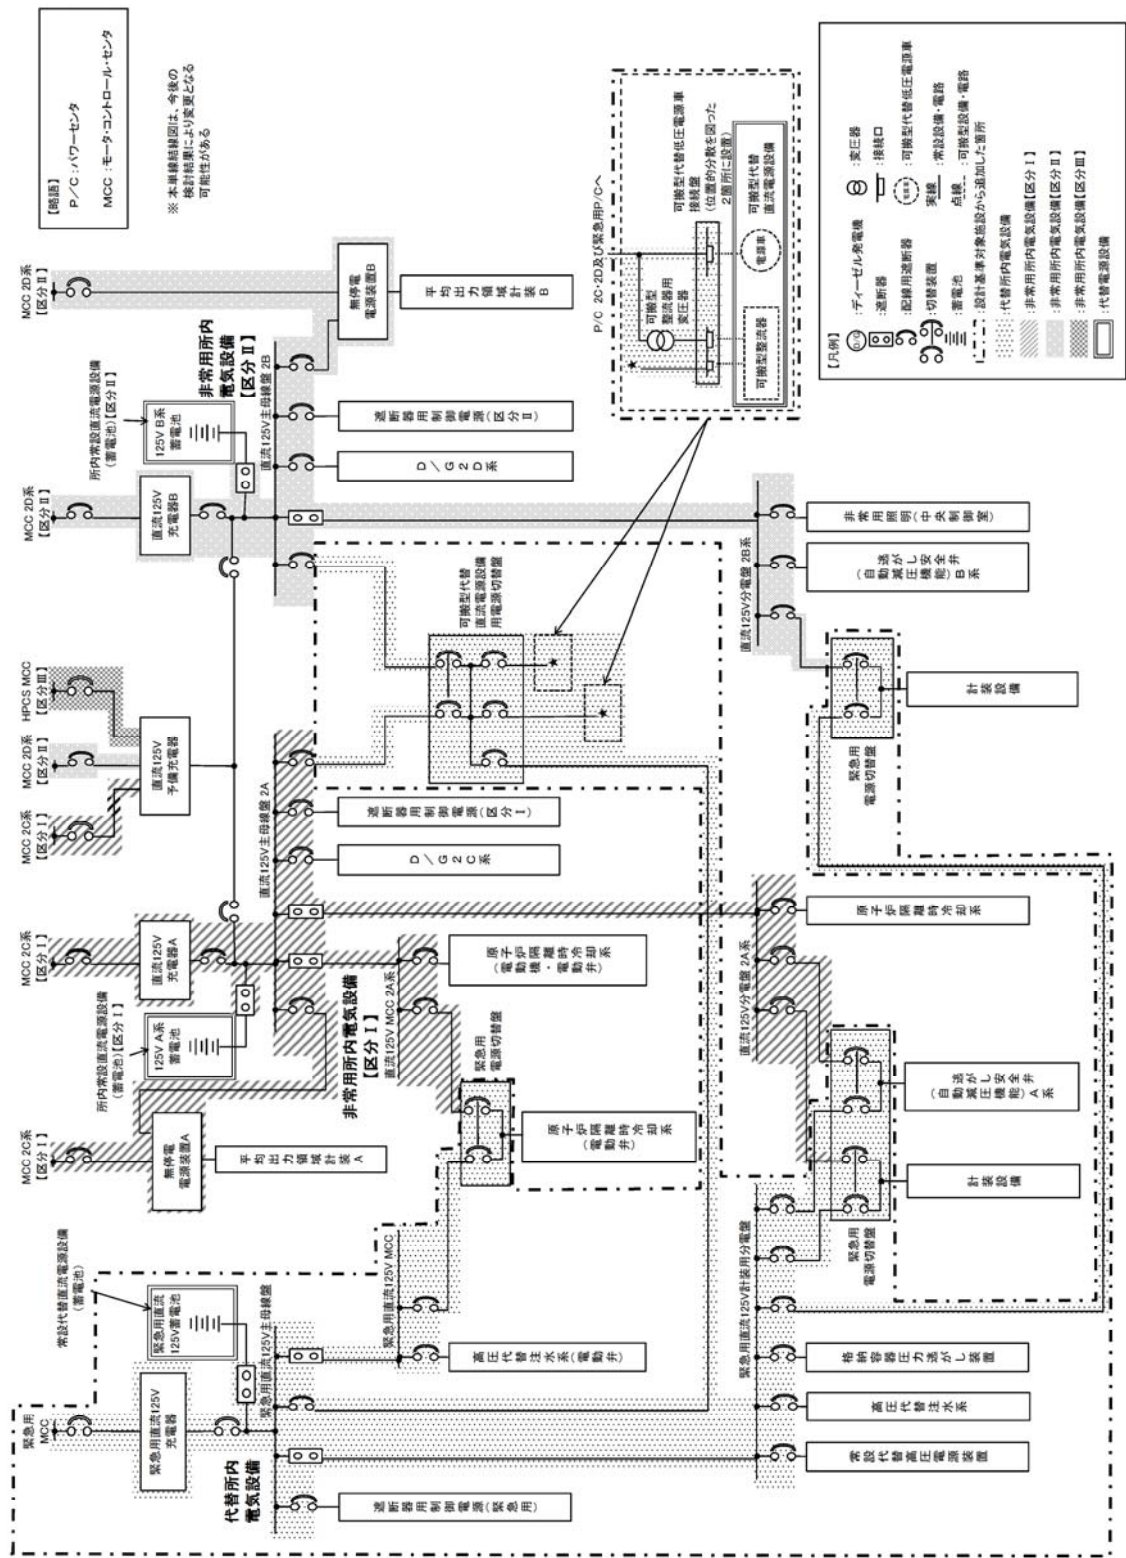 【略語】
P/C:パワーセンタ
MCC:モータ・コントロール・センタ
※ 本単線結線図は、今後の
検討結果により変更となる
可能性がある
緊急用
MCC
MCC 2C系
【区分Ⅰ】
MCC 2C系
【区分Ⅰ】
MCC 2C系
【区分Ⅰ】
MCC 2D系
【区分Ⅱ】
HPCS MCC
【区分Ⅲ】
MCC 2D系
【区分Ⅱ】
MCC 2D系
【区分Ⅱ】
常設代替直流電源設備
(蓄電池)
緊急用直流125V
充電器
緊急用直流
125V蓄電池
代替所内
電気設備
緊急用直流125V主母線盤
遮断器用制御電源(緊急用)
無停電
電源装置A
平均出力領域計装A
所内常設直流電源設備
(蓄電池)【区分Ⅰ】
125V A系
蓄電池
直流125V
充電器A
直流125V
予備充電器
直流125V
充電器B
所内常設直流電源設備
(蓄電池)【区分Ⅱ】
125V B系
蓄電池
非常用所内
電気設備
【区分Ⅱ】
無停電
電源装置B
平均出力領域計装B
非常用所内電気設備
【区分Ⅰ】
直流125V主母線盤 2A
直流125V主母線盤 2B
D/G2C系
遮断器用制御電源(区分Ⅰ)
D/G2D系
遮断器用制御電源(区分Ⅱ)
緊急用直流125V MCC
高圧代替注水系(電動弁)
直流125V MCC 2A系
原子炉隔離時冷却系
(電動機・電動弁)
緊急用
電源切替盤
原子炉隔離時冷却系
(電動弁)
可搬型代替
直流電源設備
用電源切替盤
★
★
P/C 2C・2D及び緊急用P/Cへ
★
可搬型
整流器用
変圧器
可搬型代替低圧電源車
接続盤
(位置的分散を図った
2箇所に設置)
可搬型整流器
電源車
可搬型代替
直流電源設備
緊急用直流125V計装用分電盤
常設代替高圧電源装置
高圧代替注水系
格納容器圧力逃がし装置
緊急用
電源切替盤
計装設備
逃がし安全弁
(自動減圧機能)A系
直流125V分電盤 2A系
原子炉隔離時冷却系
緊急用
電源切替盤
計装設備
直流125V分電盤 2B系
逃がし安全弁
(自動減圧機能)B系
非常用照明(中央制御室)
【凡例】
D/G :ディーゼル発電機
:遮断器
:配線用遮断器
:切替装置
:蓄電池
:変圧器
:接続口
電源車 :可搬型代替低圧電源車
実線 :常設設備・電路
点線 :可搬型設備・電路
:設計基準対象施設から追加した箇所
:代替所内電気設備
:非常用所内電気設備【区分Ⅰ】
:非常用所内電気設備【区分Ⅱ】
:非常用所内電気設備【区分Ⅲ】
:代替電源設備